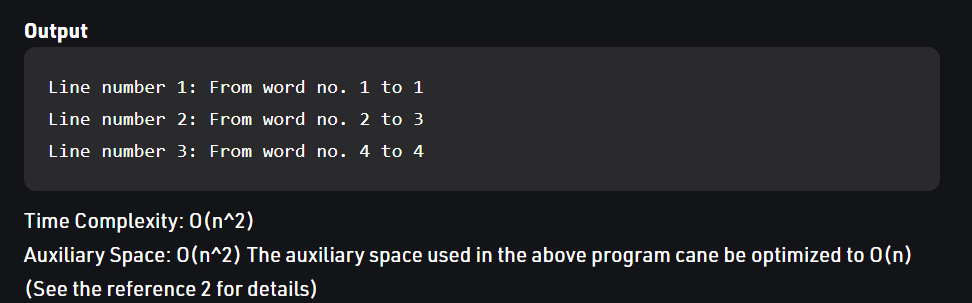 Output
Line number 1: From word no. 1 to 1
Line number 2: From word no. 2 to 3
Line number 3: From word no. 4 to 4
Time Complexity: O(n^2)
Auxiliary Space: O(n^2) The auxiliary space used in the above program cane be optimized to O(n)
(See the reference 2 for details)